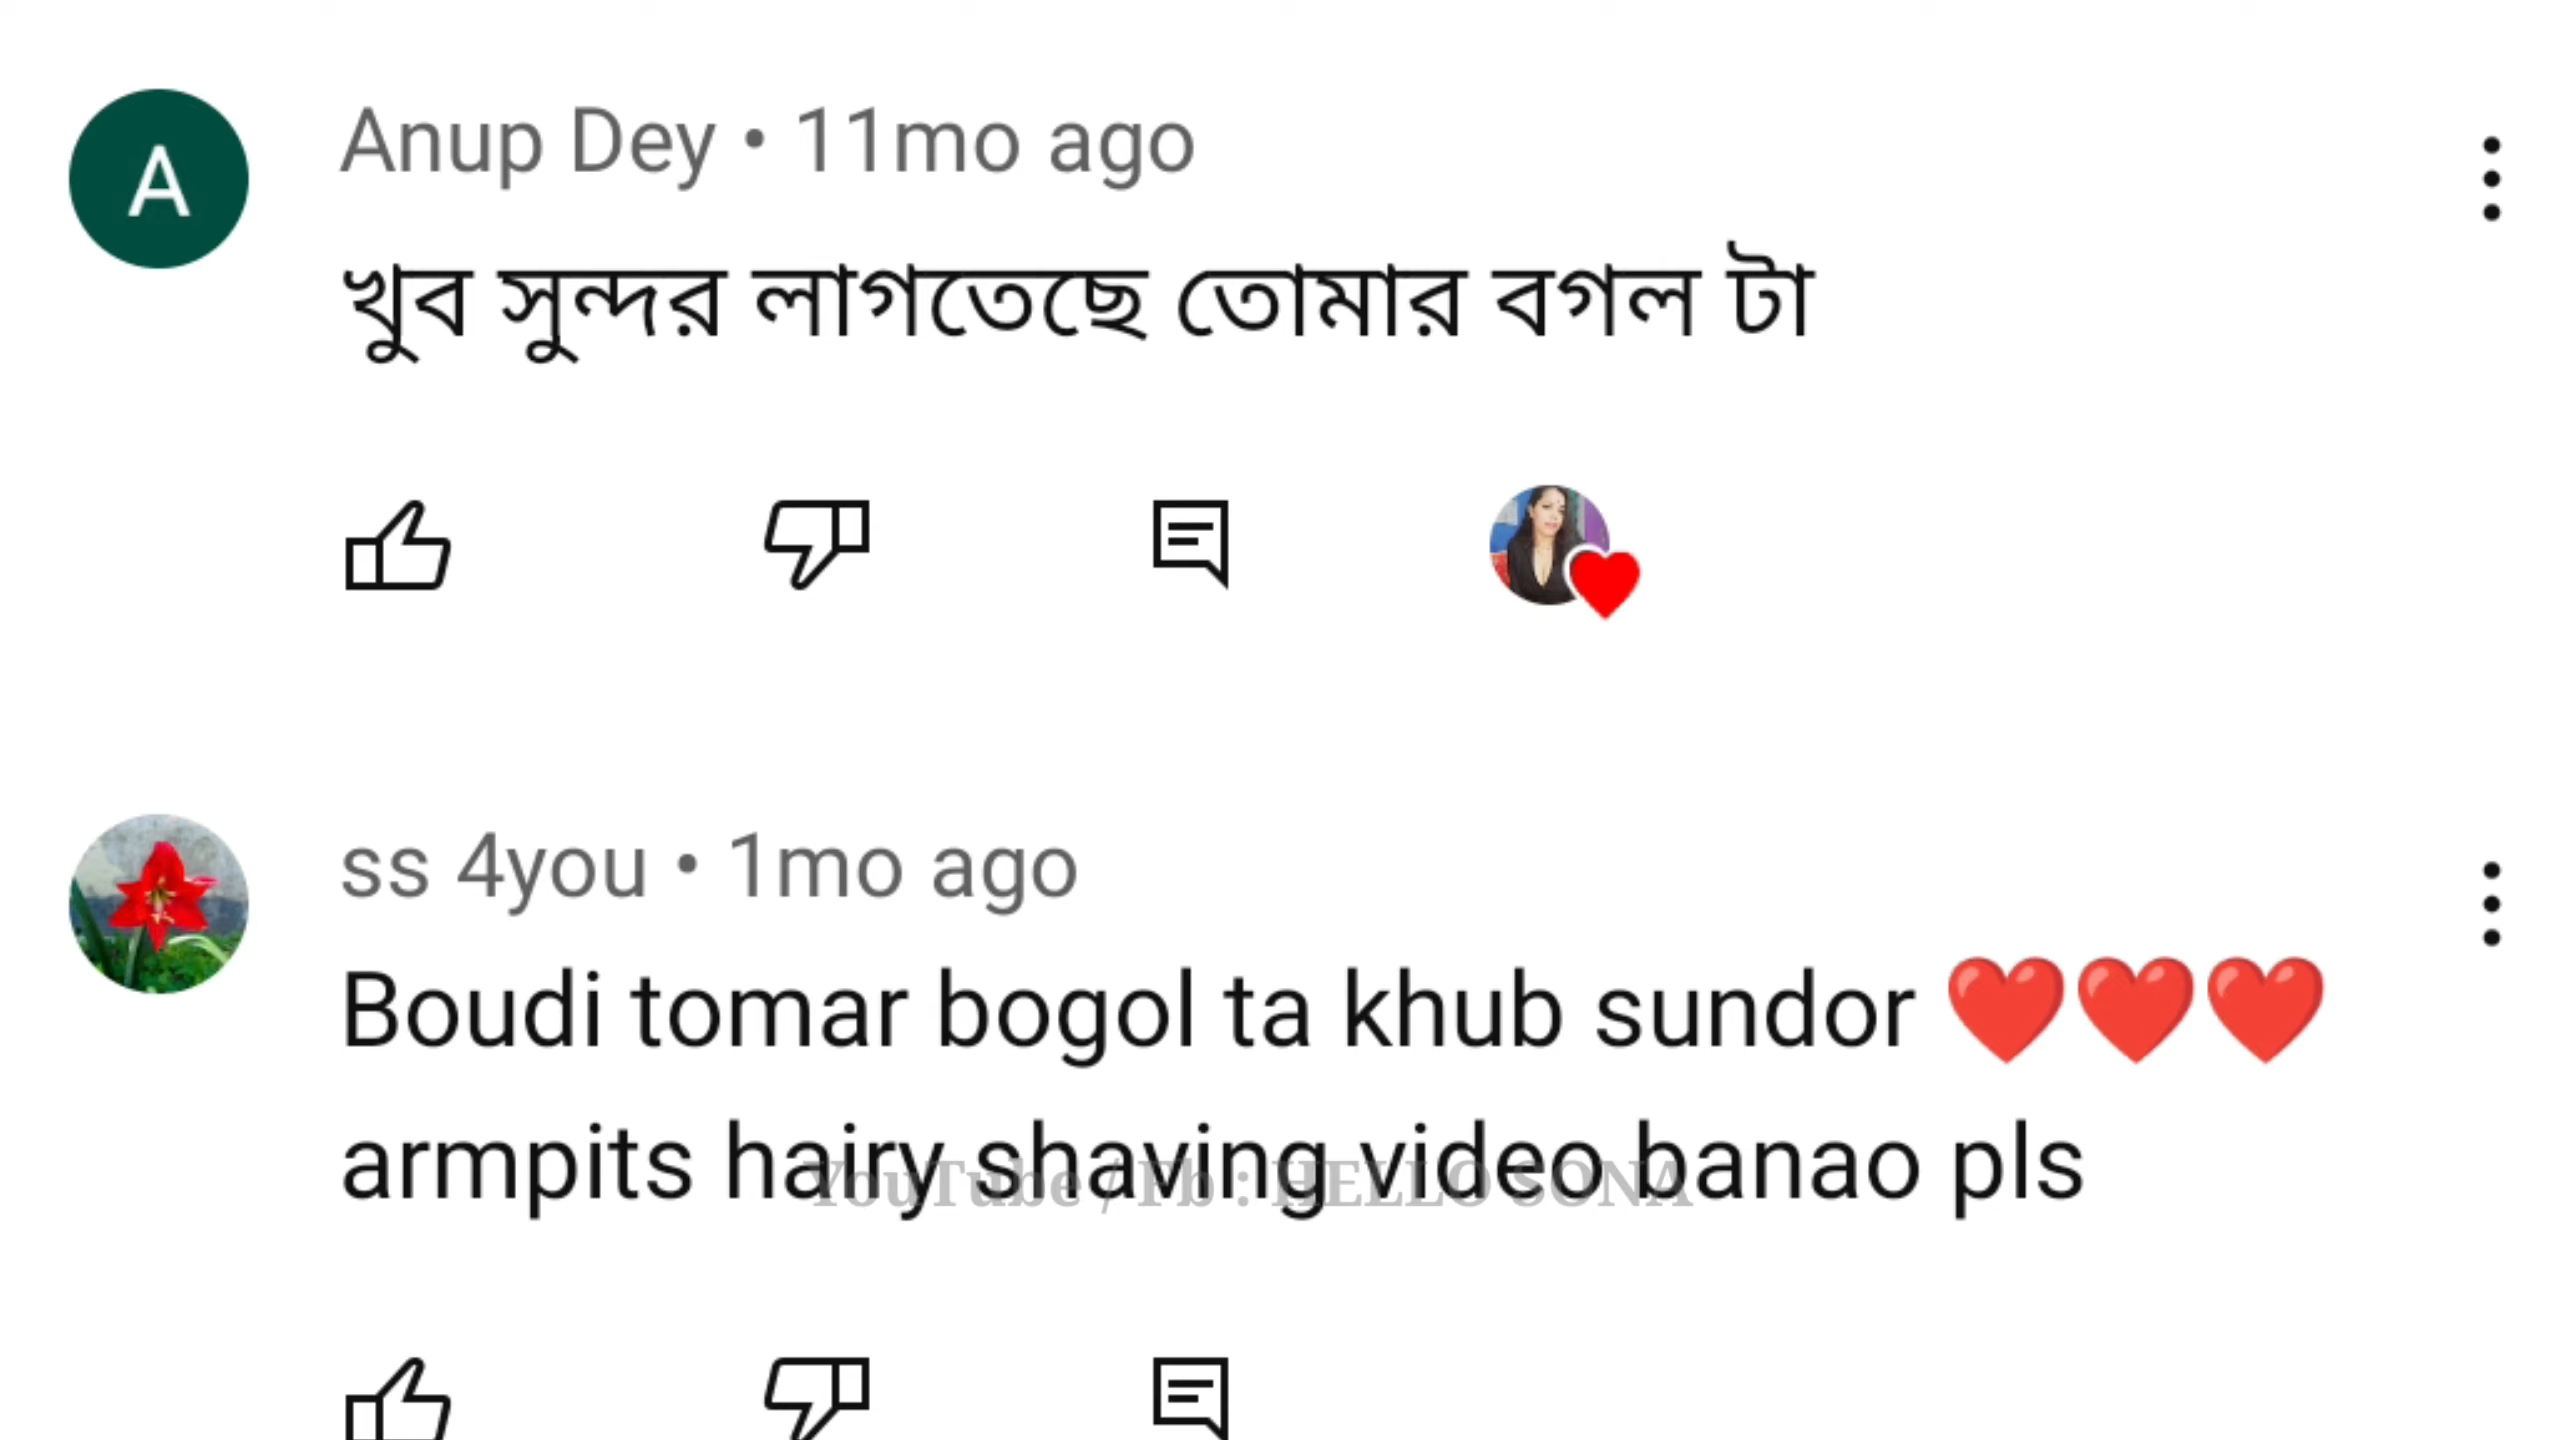 A
Anup Dey • 11mo ago
খুব সুন্দর লাগতেছে তোমার বগল টা
ss 4you • 1mo ago
Boudi tomar bogol ta khub sundor ❤️❤️❤️
armpits hairy shaving video banao pls
YouTube / Fb : HELLO SONA